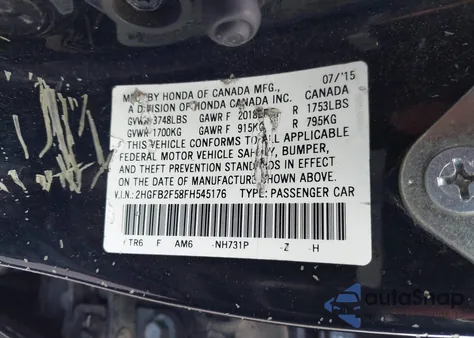 MFD BY HONDA OF CANADA MFG., 07/'15
A DIVISION OF HONDA CANADA INC. CANADA
GVWR 3748LBS GAWR F 2018 R 1753LBS
GVWR 1700KG GAWR F 915KG R 795KG
THIS VEHICLE CONFORMS TO ALL APPLICABLE
FEDERAL MOTOR VEHICLE SAFETY, BUMPER,
AND THEFT PREVENTION STANDARDS IN EFFECT
ON THE DATE OF MANUFACTURE SHOWN ABOVE.
V.I.N.: 2HGFB2F58FH545176 TYPE: PASSENGER CAR
TR6 F AM6 -NH731P -Z -H
autoSnap